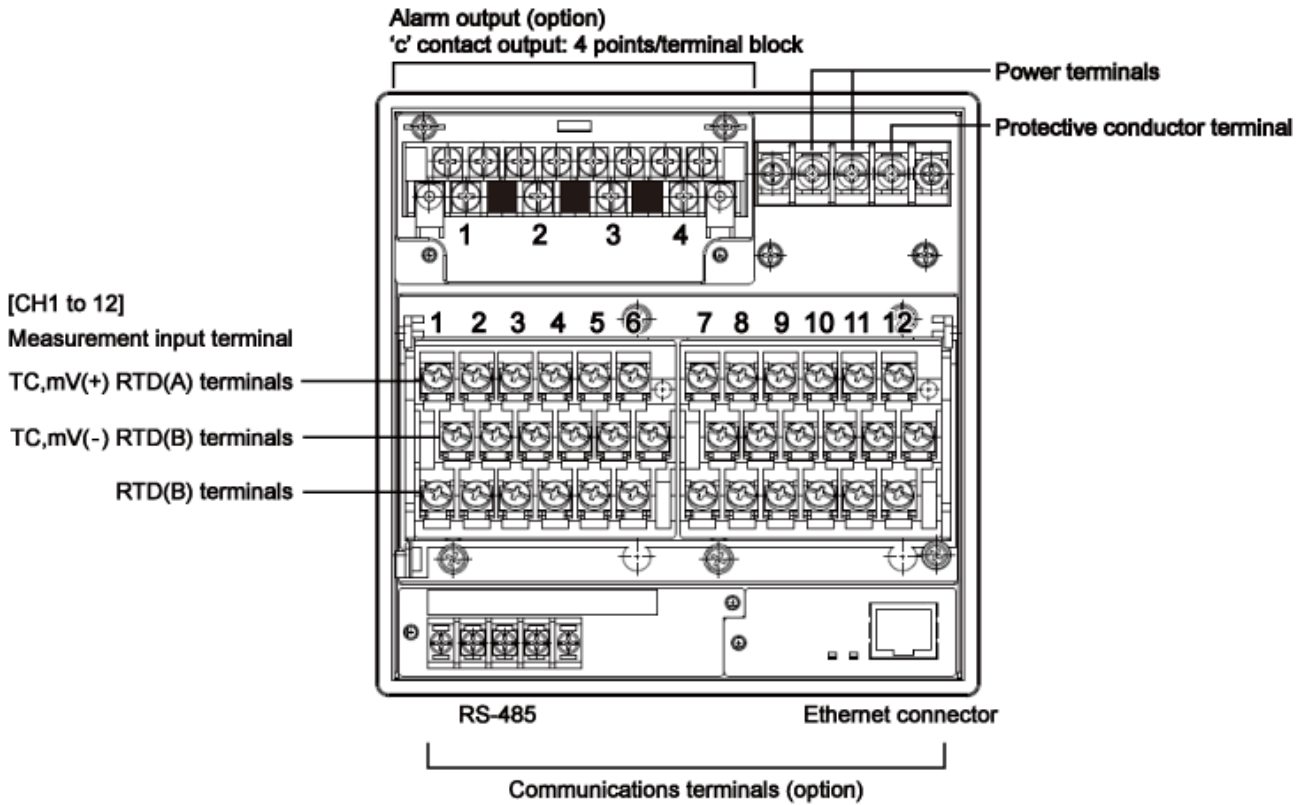 Alarm output (option)
'c' contact output: 4 points/terminal block
Power terminals
Protective conductor terminal
1 2 3 4
[CH1 to 12]
Measurement input terminal
1 2 3 4 5 6 7 8 9 10 11 12
TC,mV(+) RTD(A) terminals
TC,mV(-) RTD(B) terminals
RTD(B) terminals
RS-485
Ethernet connector
Communications terminals (option)